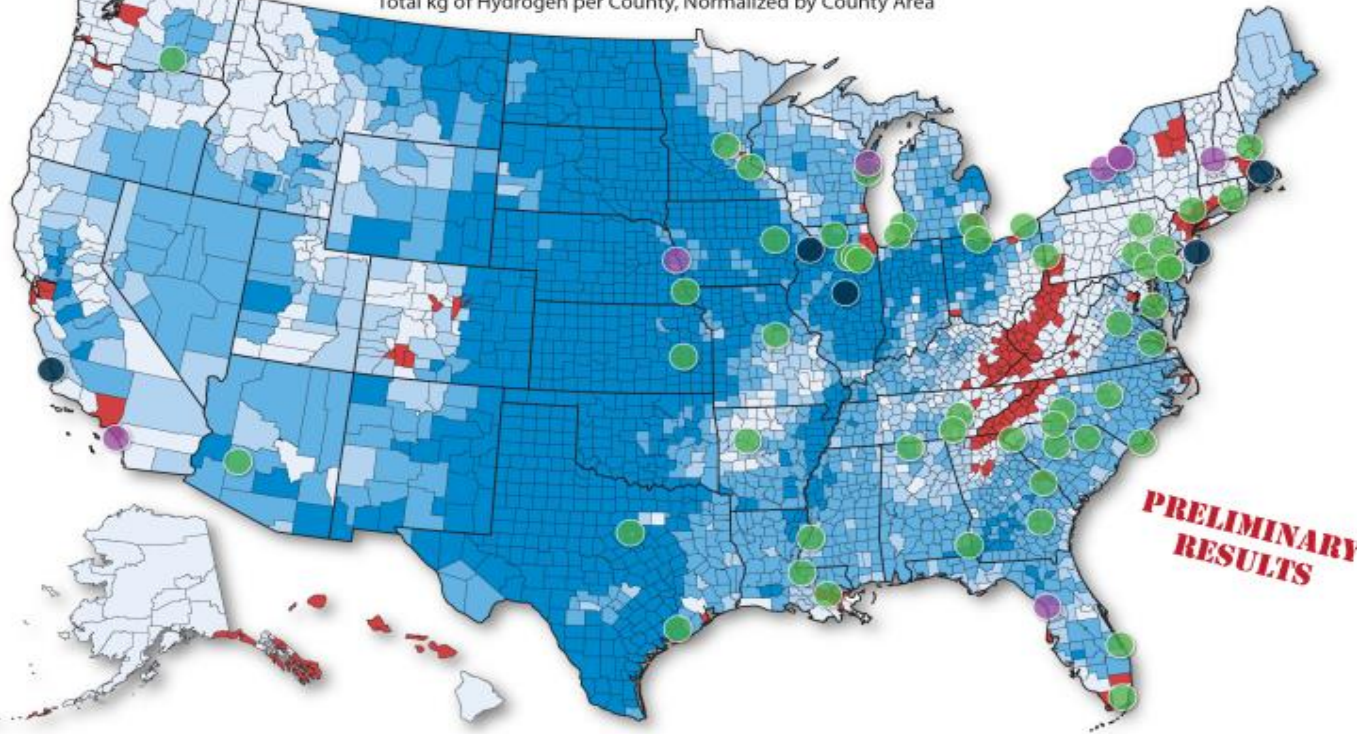 Total kg of Hydrogen per County, Normalized by County Area
PRELIMINARY
RESULTS